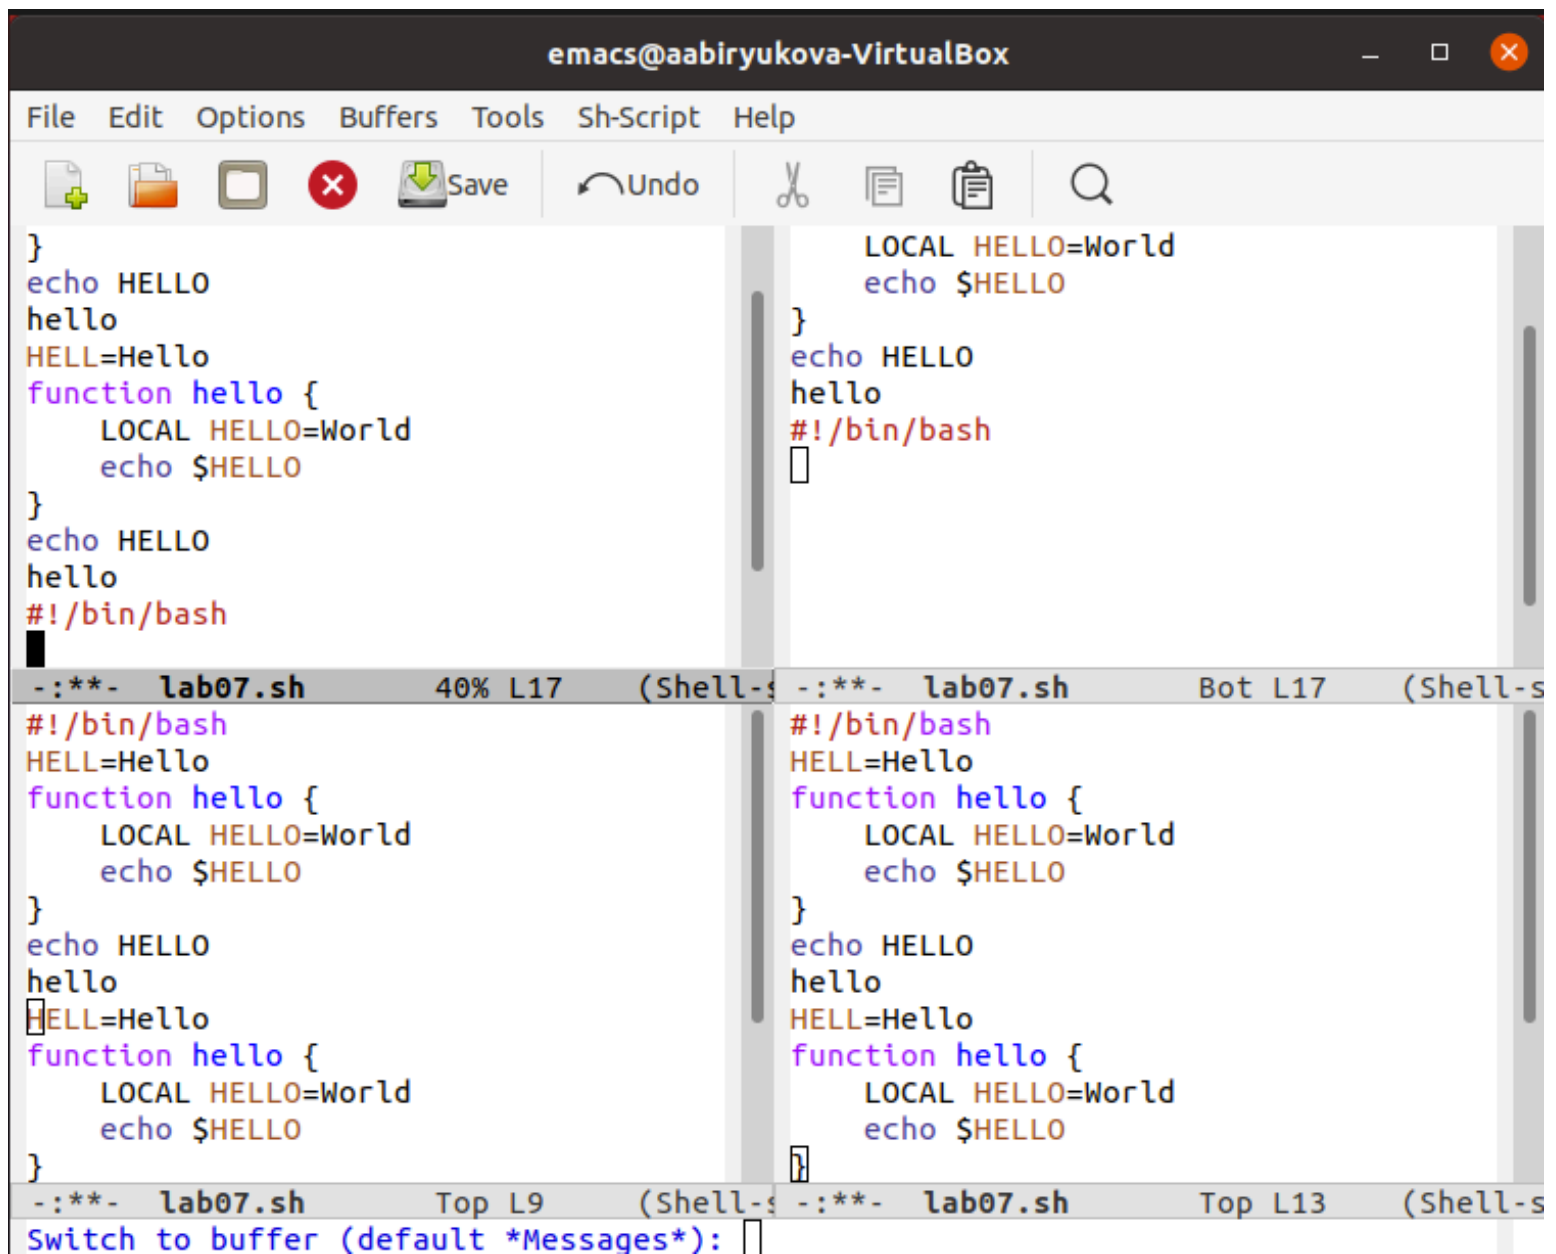 emacs@aabiryukova-VirtualBox
File Edit Options Buffers Tools Sh-Script Help
Save Undo
}
echo HELLO
hello
HELL=Hello
function hello {
    LOCAL HELLO=World
    echo $HELLO
}
echo HELLO
hello
#!/bin/bash
-:**- lab07.sh 40% L17 (Shell-s
LOCAL HELLO=World
    echo $HELLO
}
echo HELLO
hello
#!/bin/bash
-:**- lab07.sh Bot L17 (Shell-s
#!/bin/bash
HELL=Hello
function hello {
    LOCAL HELLO=World
    echo $HELLO
}
echo HELLO
hello
HELL=Hello
function hello {
    LOCAL HELLO=World
    echo $HELLO
}
-:**- lab07.sh Top L9 (Shell-s
#!/bin/bash
HELL=Hello
function hello {
    LOCAL HELLO=World
    echo $HELLO
}
echo HELLO
hello
HELL=Hello
function hello {
    LOCAL HELLO=World
    echo $HELLO
}
-:**- lab07.sh Top L13 (Shell-s
Switch to buffer (default *Messages*):